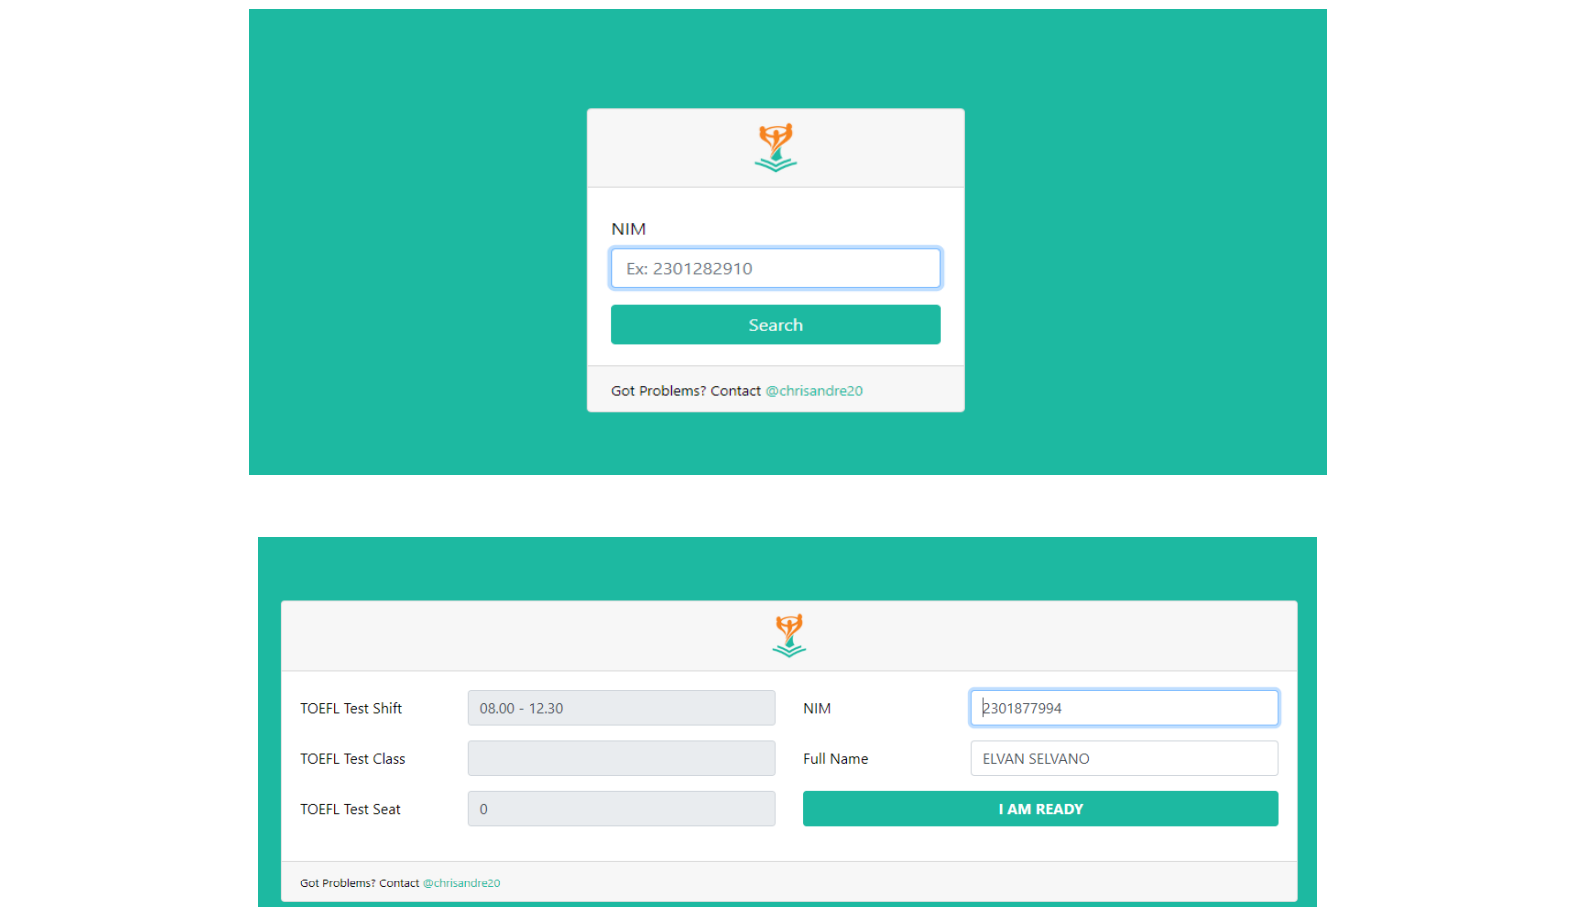 NIM
Ex: 2301282910
Search
Got Problems? Contact @chrisandre20
TOEFL Test Shift
08.00 - 12.30
NIM
2301877994
TOEFL Test Class
Full Name
ELVAN SELVANO
TOEFL Test Seat
0
I AM READY
Got Problems? Contact @chrisandre20